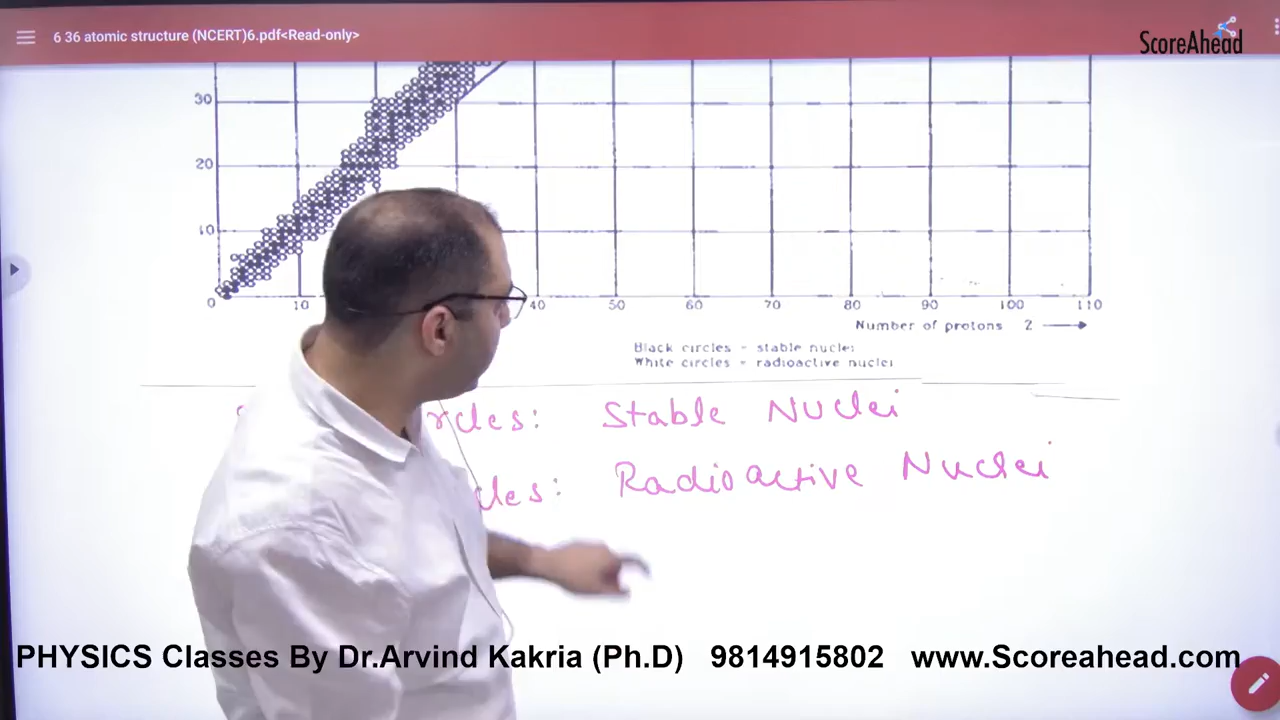 6 36 atomic structure (NCERT)6.pdf<Read-only>
ScoreAhead
30
20
10
0 10 40 50 60 70 80 90 100 110
Number of protons Z
Black circles - stable nuclei
White circles - radioactive nuclei
rcles: Stable Nuclei
cles: Radioactive Nuclei
PHYSICS Classes By Dr.Arvind Kakria (Ph.D) 9814915802 www.Scoreahead.com